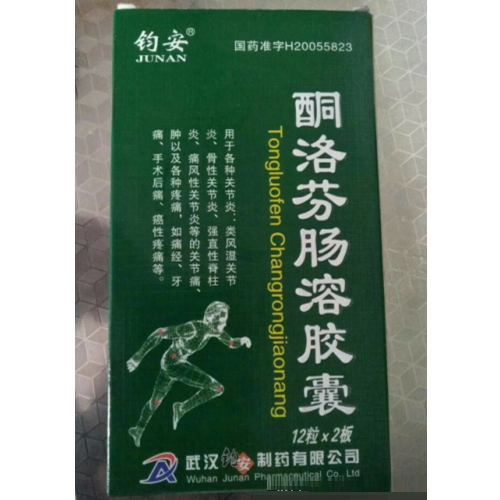 钧安®
JUNAN
国药准字H20055823
酮洛芬肠溶胶囊
Tongluofen Changrongjiaonang
用于各种关节炎：类风湿关节
炎、骨性关节炎、强直性脊柱
炎、痛风性关节炎等的关节痛、
肿以及各种疼痛，如痛经、牙
痛、手术后痛、癌性疼痛等。
12粒×2板
武汉钧安制药有限公司
Wuhan Junan Pharmaceutical Co., Ltd